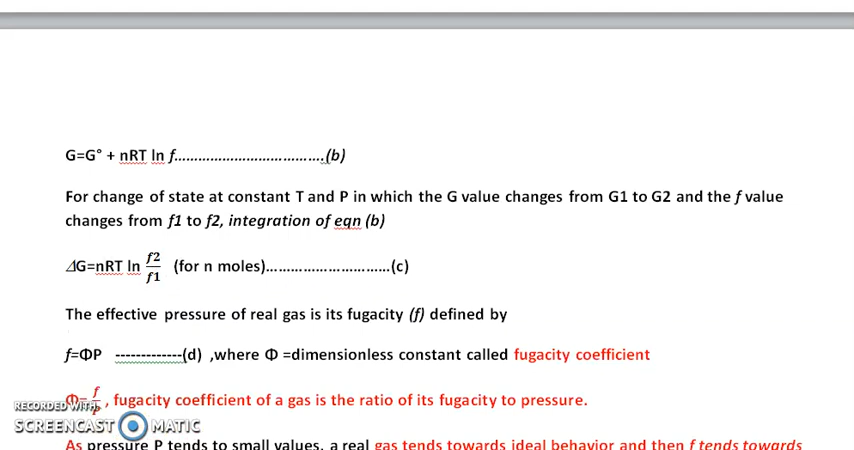 G=G° + nRT ln f....................................(b)
For change of state at constant T and P in which the G value changes from G1 to G2 and the f value
changes from f1 to f2, integration of eqn (b)
⊿G=nRT ln f2/f1 (for n moles)..............................(c)
The effective pressure of real gas is its fugacity (f) defined by
f=ΦP -------------(d) ,where Φ =dimensionless constant called fugacity coefficient
Φ= f/P , fugacity coefficient of a gas is the ratio of its fugacity to pressure.
RECORDED WITH
SCREENCAST MATIC
As pressure P tends to small values, a real gas tends towards ideal behavior and then f tends towards